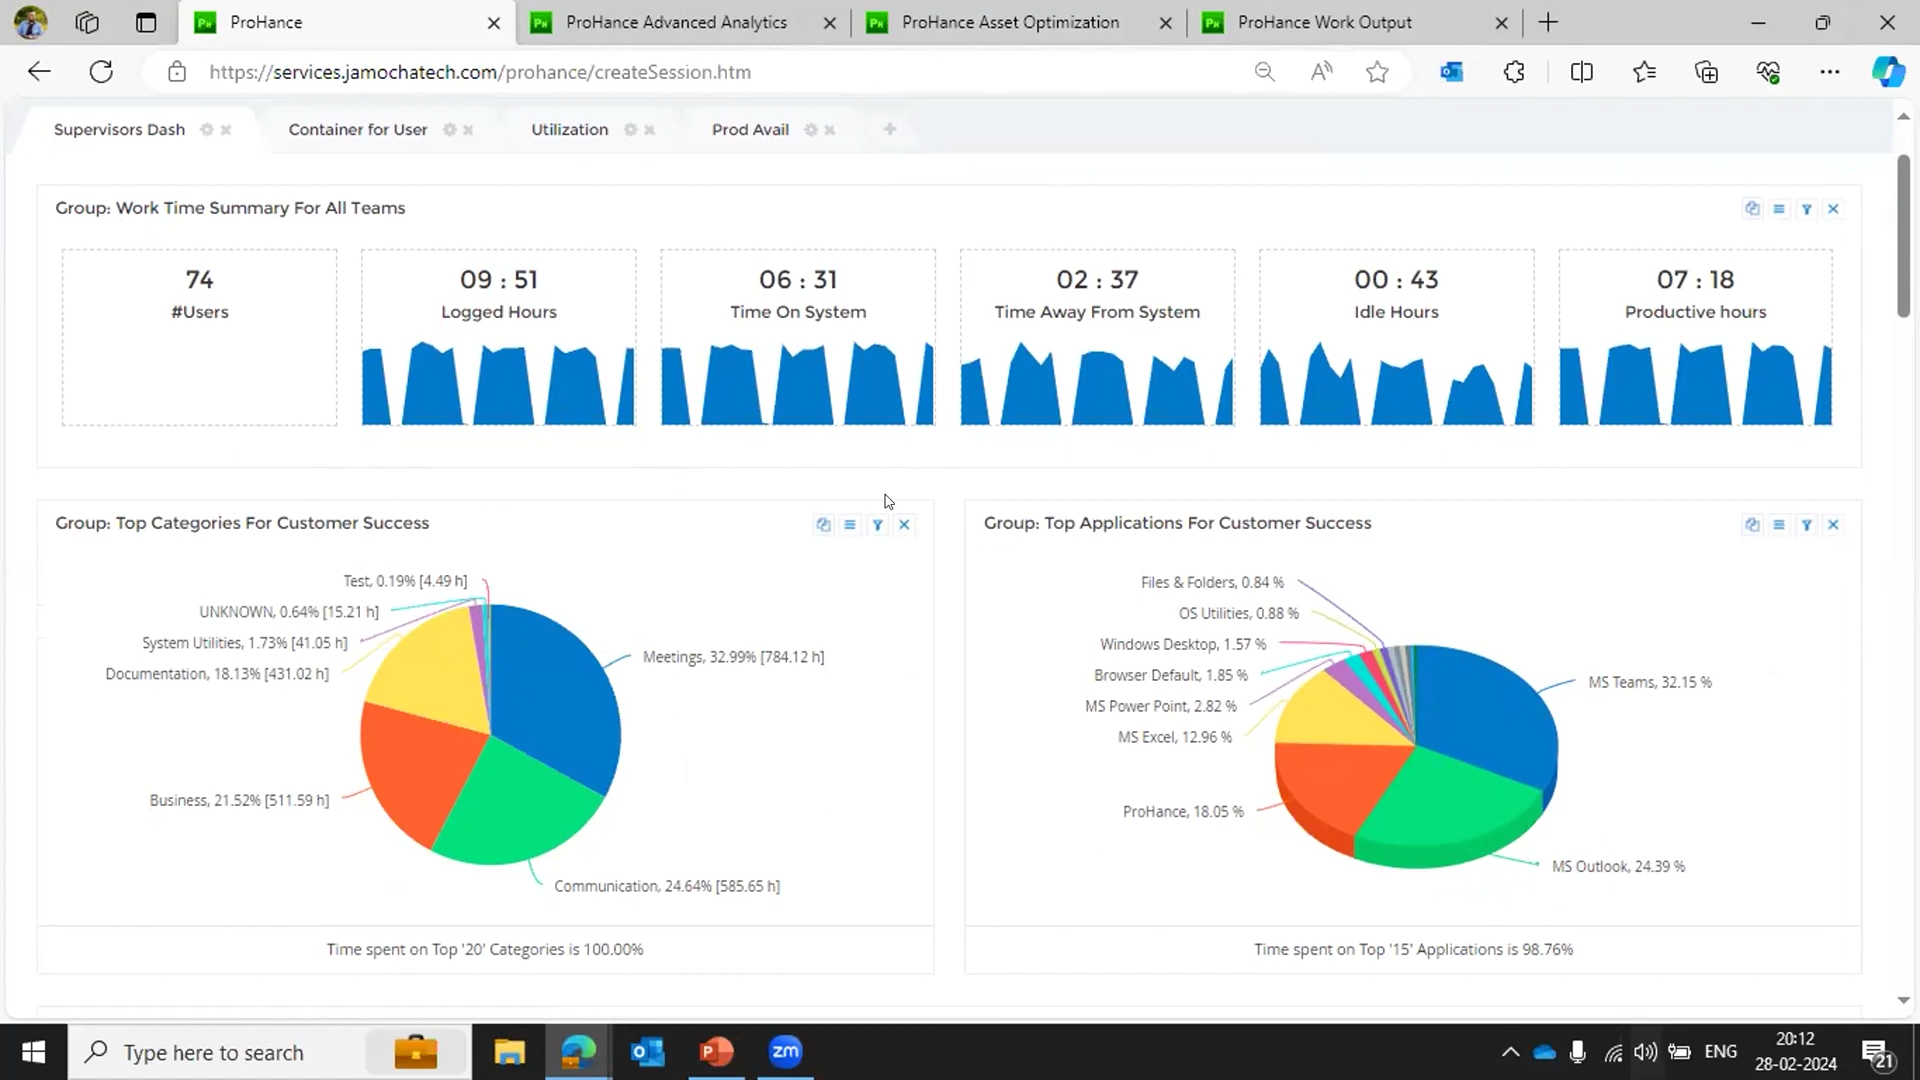 ProHance
ProHance Advanced Analytics
ProHance Asset Optimization
ProHance Work Output
https://services.jamochatech.com/prohance/createSession.htm
Supervisors Dash
Container for User
Utilization
Prod Avail
Group: Work Time Summary For All Teams
74
#Users
09 : 51
Logged Hours
06 : 31
Time On System
02 : 37
Time Away From System
00 : 43
Idle Hours
07 : 18
Productive hours
Group: Top Categories For Customer Success
Test, 0.19% [4.49 h]
UNKNOWN, 0.64% [15.21 h]
System Utilities, 1.73% [41.05 h]
Documentation, 18.13% [431.02 h]
Meetings, 32.99% [784.12 h]
Business, 21.52% [511.59 h]
Communication, 24.64% [585.65 h]
Time spent on Top '20' Categories is 100.00%
Group: Top Applications For Customer Success
Files & Folders, 0.84 %
OS Utilities, 0.88 %
Windows Desktop, 1.57 %
Browser Default, 1.85 %
MS Power Point, 2.82 %
MS Excel, 12.96 %
MS Teams, 32.15 %
ProHance, 18.05 %
MS Outlook, 24.39 %
Time spent on Top '15' Applications is 98.76%
Type here to search
zm
ENG
20:12
28-02-2024
21